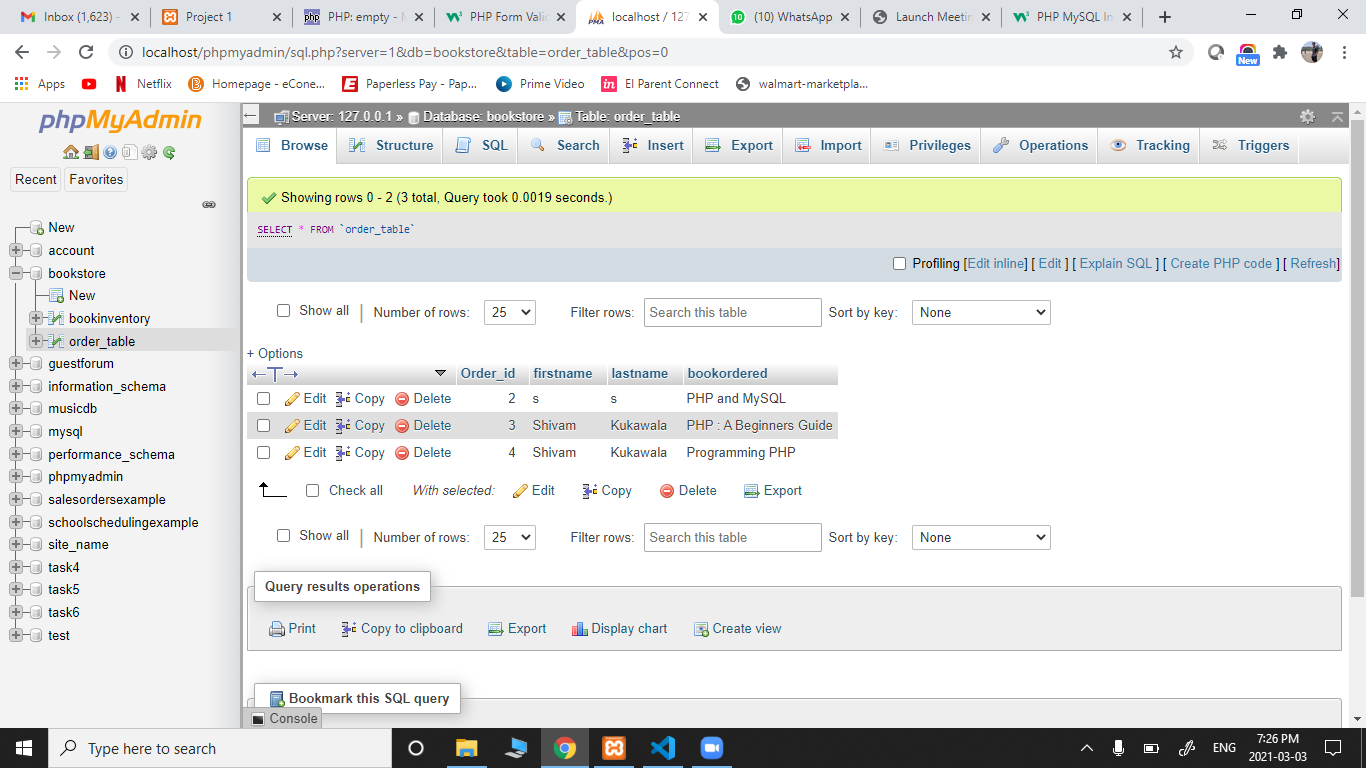 Inbox (1,623) -
Project 1
PHP: empty - M
PHP Form Valid
localhost / 127
(10) WhatsApp
Launch Meetin
PHP MySQL In
localhost/phpmyadmin/sql.php?server=1&db=bookstore&table=order_table&pos=0
New
Apps
Netflix
Homepage - eCone...
Paperless Pay - Pap...
Prime Video
El Parent Connect
walmart-marketpla...
phpMyAdmin
Recent
Favorites
New
account
bookstore
New
bookinventory
order_table
guestforum
information_schema
musicdb
mysql
performance_schema
phpmyadmin
salesordersexample
schoolschedulingexample
site_name
task4
task5
task6
test
Server: 127.0.0.1 » Database: bookstore » Table: order_table
Browse Structure SQL Search Insert Export Import Privileges Operations Tracking Triggers
Showing rows 0 - 2 (3 total, Query took 0.0019 seconds.)
SELECT * FROM `order_table`
Profiling [Edit inline] [ Edit ] [ Explain SQL ] [ Create PHP code ] [ Refresh]
Show all | Number of rows: 25 Filter rows: Search this table Sort by key: None
+ Options
←T→ Order_id firstname lastname bookordered
Edit Copy Delete 2 s s PHP and MySQL
Edit Copy Delete 3 Shivam Kukawala PHP : A Beginners Guide
Edit Copy Delete 4 Shivam Kukawala Programming PHP
Check all With selected: Edit Copy Delete Export
Show all | Number of rows: 25 Filter rows: Search this table Sort by key: None
Query results operations
Print Copy to clipboard Export Display chart Create view
Bookmark this SQL query
Console
Type here to search
ENG
7:26 PM
2021-03-03